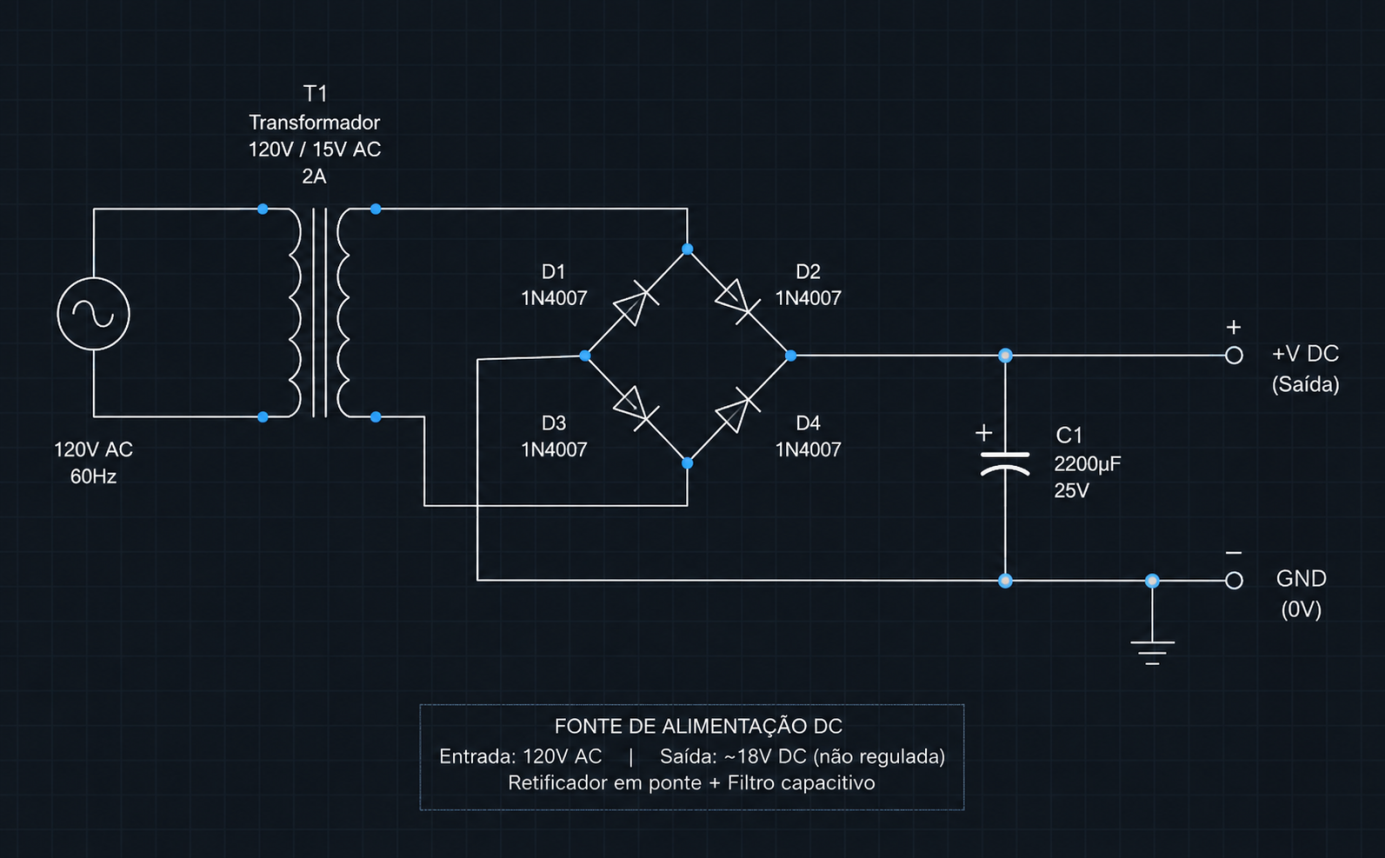 T1
Transformador
120V / 15V AC
2A
120V AC
60Hz
D1
1N4007
D2
1N4007
D3
1N4007
D4
1N4007
+
C1
2200µF
25V
+
+V DC
(Saída)
−
GND
(0V)
FONTE DE ALIMENTAÇÃO DC
Entrada: 120V AC | Saída: ~18V DC (não regulada)
Retificador em ponte + Filtro capacitivo